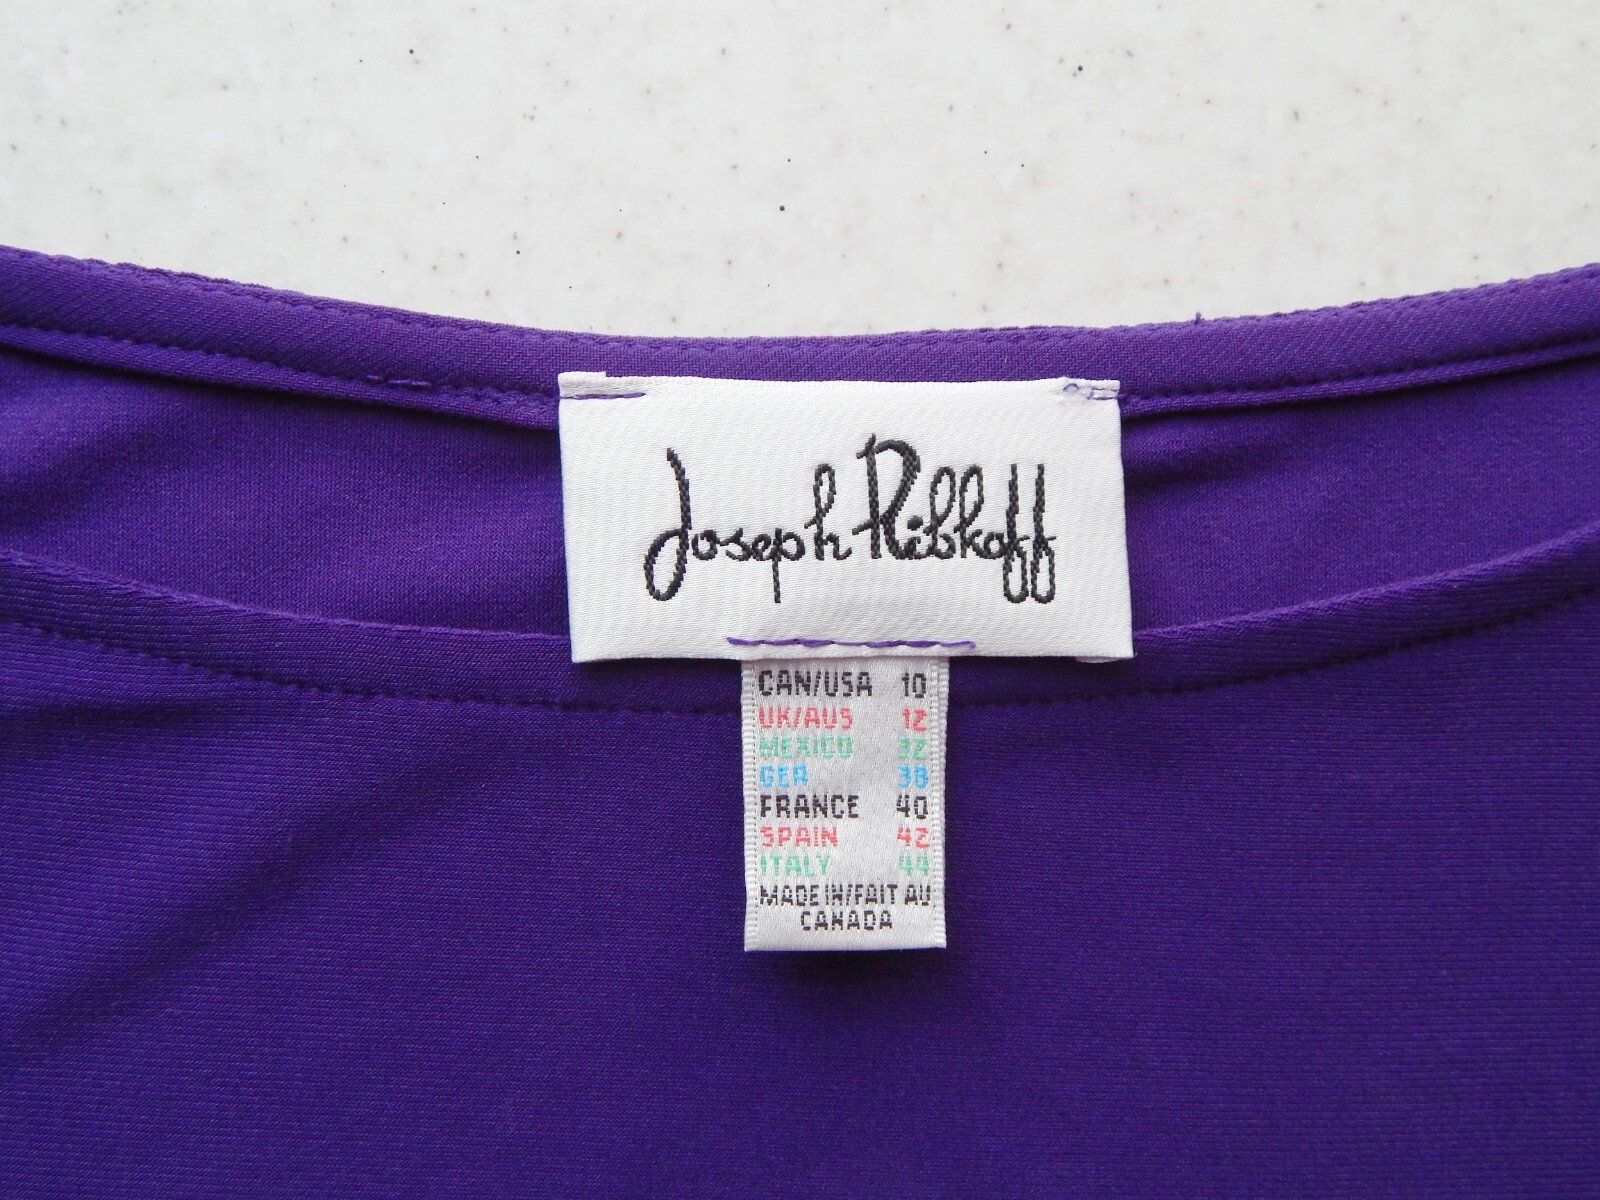 Joseph Ribkoff
CAN/USA 10
UK/AUS 12
MEXICO 32
GER 38
FRANCE 40
SPAIN 42
ITALY 44
MADE IN/FAIT AU
CANADA